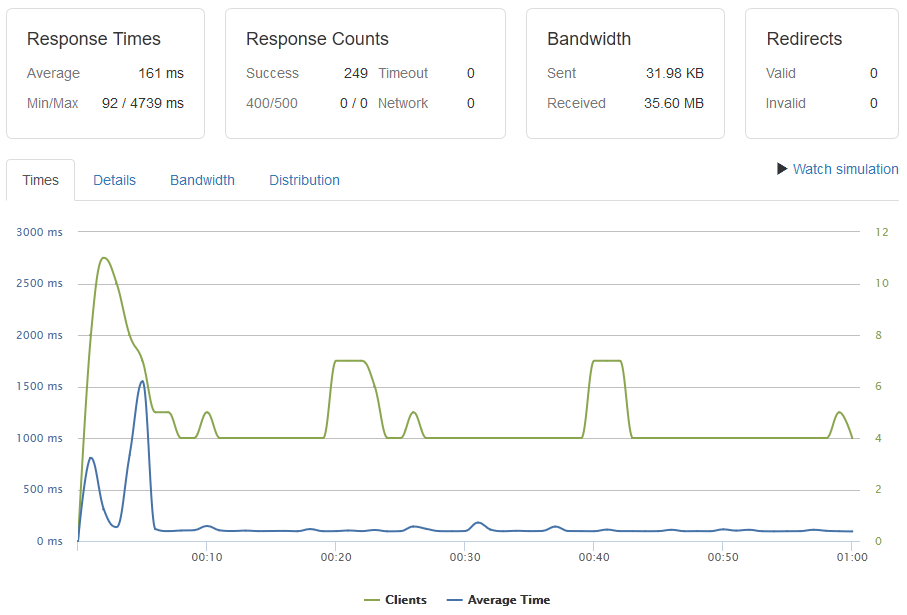 Response Times
Average 161 ms
Min/Max 92 / 4739 ms
Response Counts
Success 249 Timeout 0
400/500 0 / 0 Network 0
Bandwidth
Sent 31.98 KB
Received 35.60 MB
Redirects
Valid 0
Invalid 0
Times Details Bandwidth Distribution
Watch simulation
3000 ms 12
2500 ms 10
2000 ms 8
1500 ms 6
1000 ms 4
500 ms 2
0 ms 0
00:10 00:20 00:30 00:40 00:50 01:00
Clients Average Time